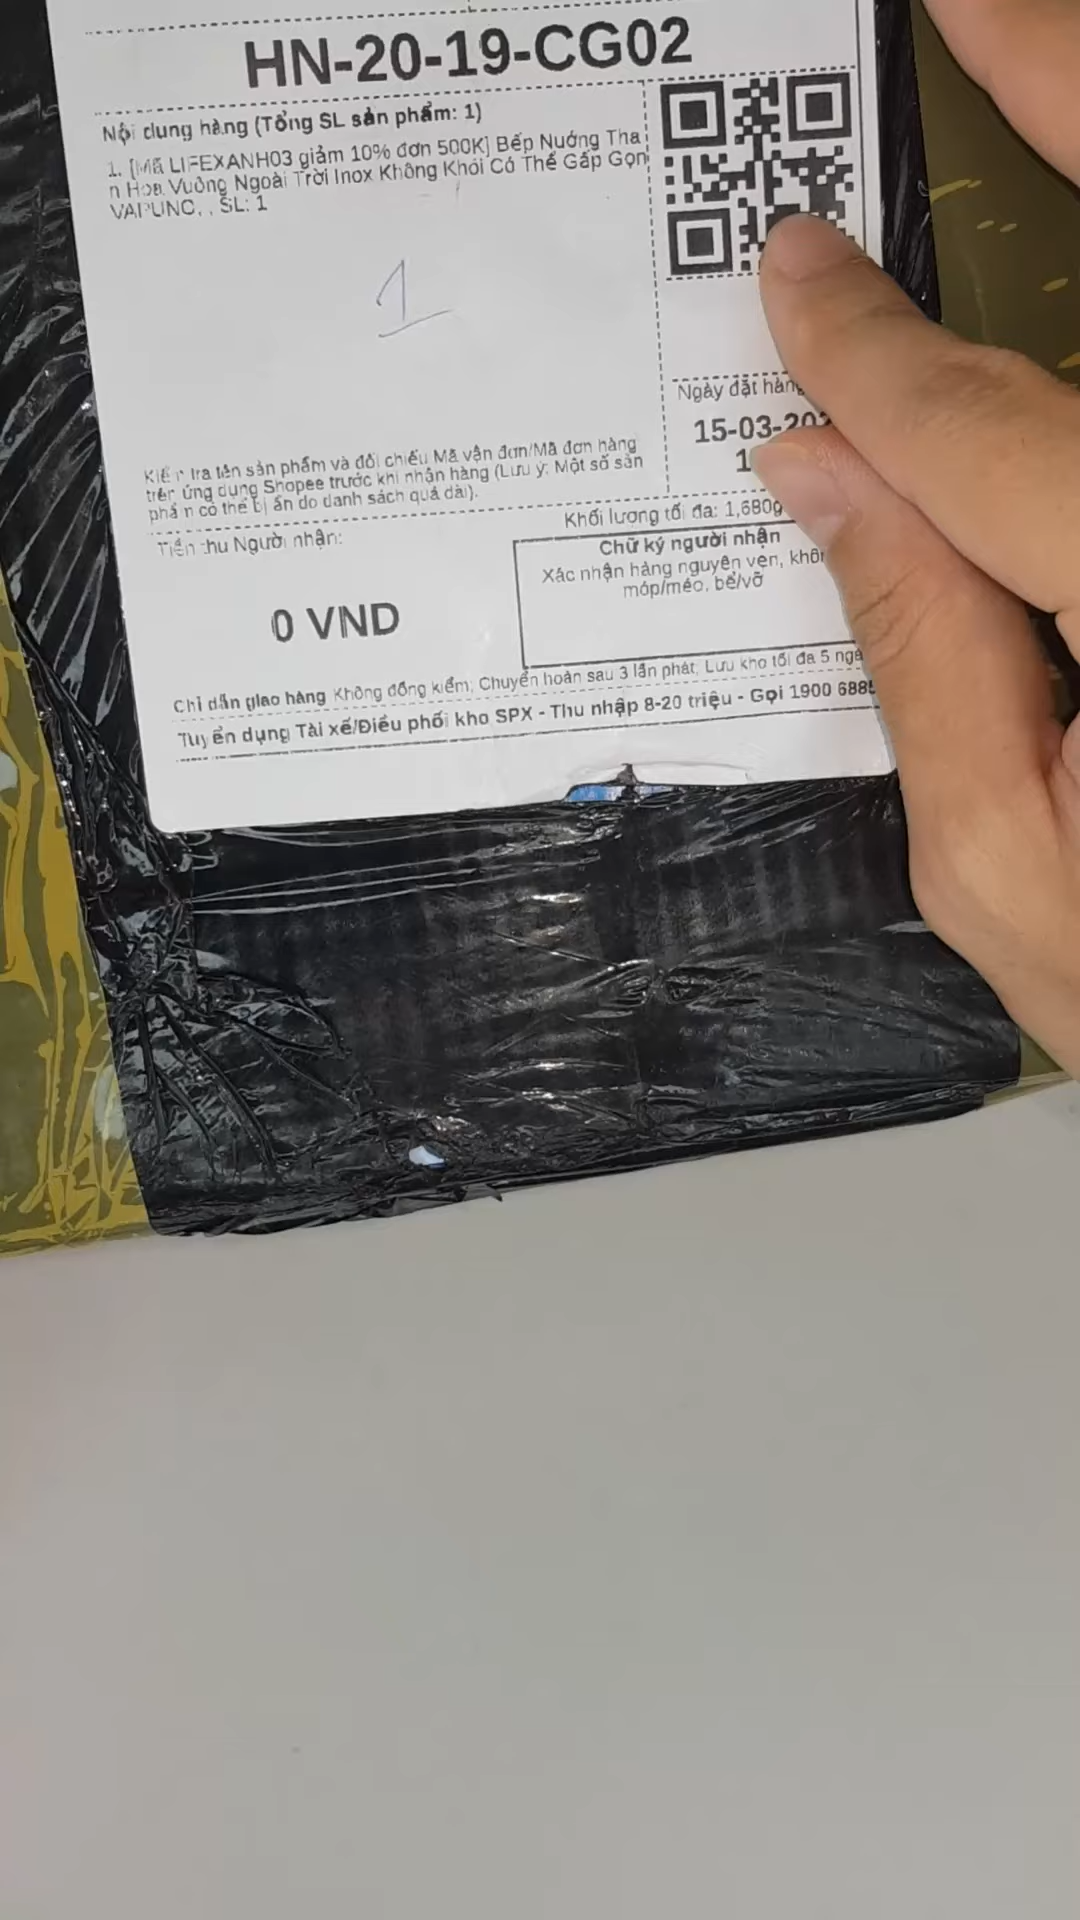 HN-20-19-CG02
Nội dung hàng (Tổng SL sản phẩm: 1)
1. [Mã LIFEXANH03 giảm 10% đơn 500K] Bếp Nướng Tha
n Hoa Vuông Ngoài Trời Inox Không Khói Có Thể Gấp Gọn
SL: 1
1
Ngày đặt hàng
15-03-202
1
Kiểm tra tên sản phẩm và đối chiếu Mã vận đơn/Mã đơn hàng
trên ứng dụng Shopee trước khi nhận hàng (Lưu ý: Một số sản
phẩm có thể bị ẩn do danh sách quá dài).
Khối lượng tối đa: 1,680g
Tiền thu Người nhận:
0 VND
Chữ ký người nhận
Xác nhận hàng nguyên vẹn, khôn
móp/méo, bể/vỡ
Chỉ dẫn giao hàng Không đồng kiểm; Chuyển hoàn sau 3 lần phát; Lưu kho tối đa 5 ngà
Tuyển dụng Tài xế/Điều phối kho SPX - Thu nhập 8-20 triệu - Gọi 1900 6885